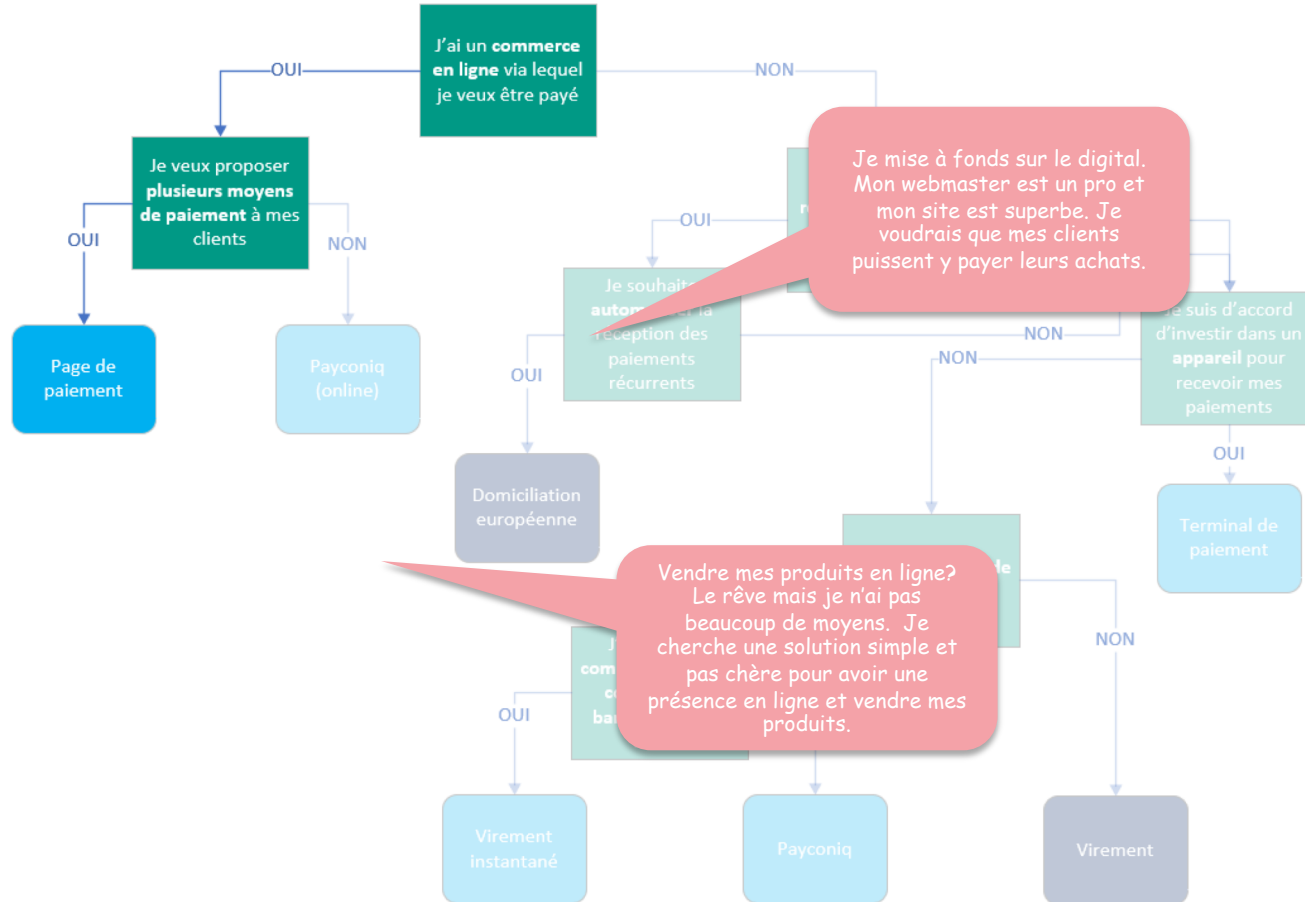 J'ai un commerce
en ligne via lequel
je veux être payé
OUI
NON
Je veux proposer
plusieurs moyens
de paiement à mes
clients
OUI
NON
Page de
paiement
Payconiq
(online)
Je mise à fonds sur le digital.
Mon webmaster est un pro et
mon site est superbe. Je
voudrais que mes clients
puissent y payer leurs achats.
OUI
Je souhaite
la
réception des
paiements
récurrents
OUI
NON
NON
Je suis d'accord
d'investir dans un
appareil pour
recevoir mes
paiements
OUI
Domiciliation
européenne
Terminal de
paiement
Vendre mes produits en ligne?
Le rêve mais je n'ai pas
beaucoup de moyens. Je
cherche une solution simple et
pas chère pour avoir une
présence en ligne et vendre mes
produits.
NON
OUI
Virement
instantané
Payconiq
Virement